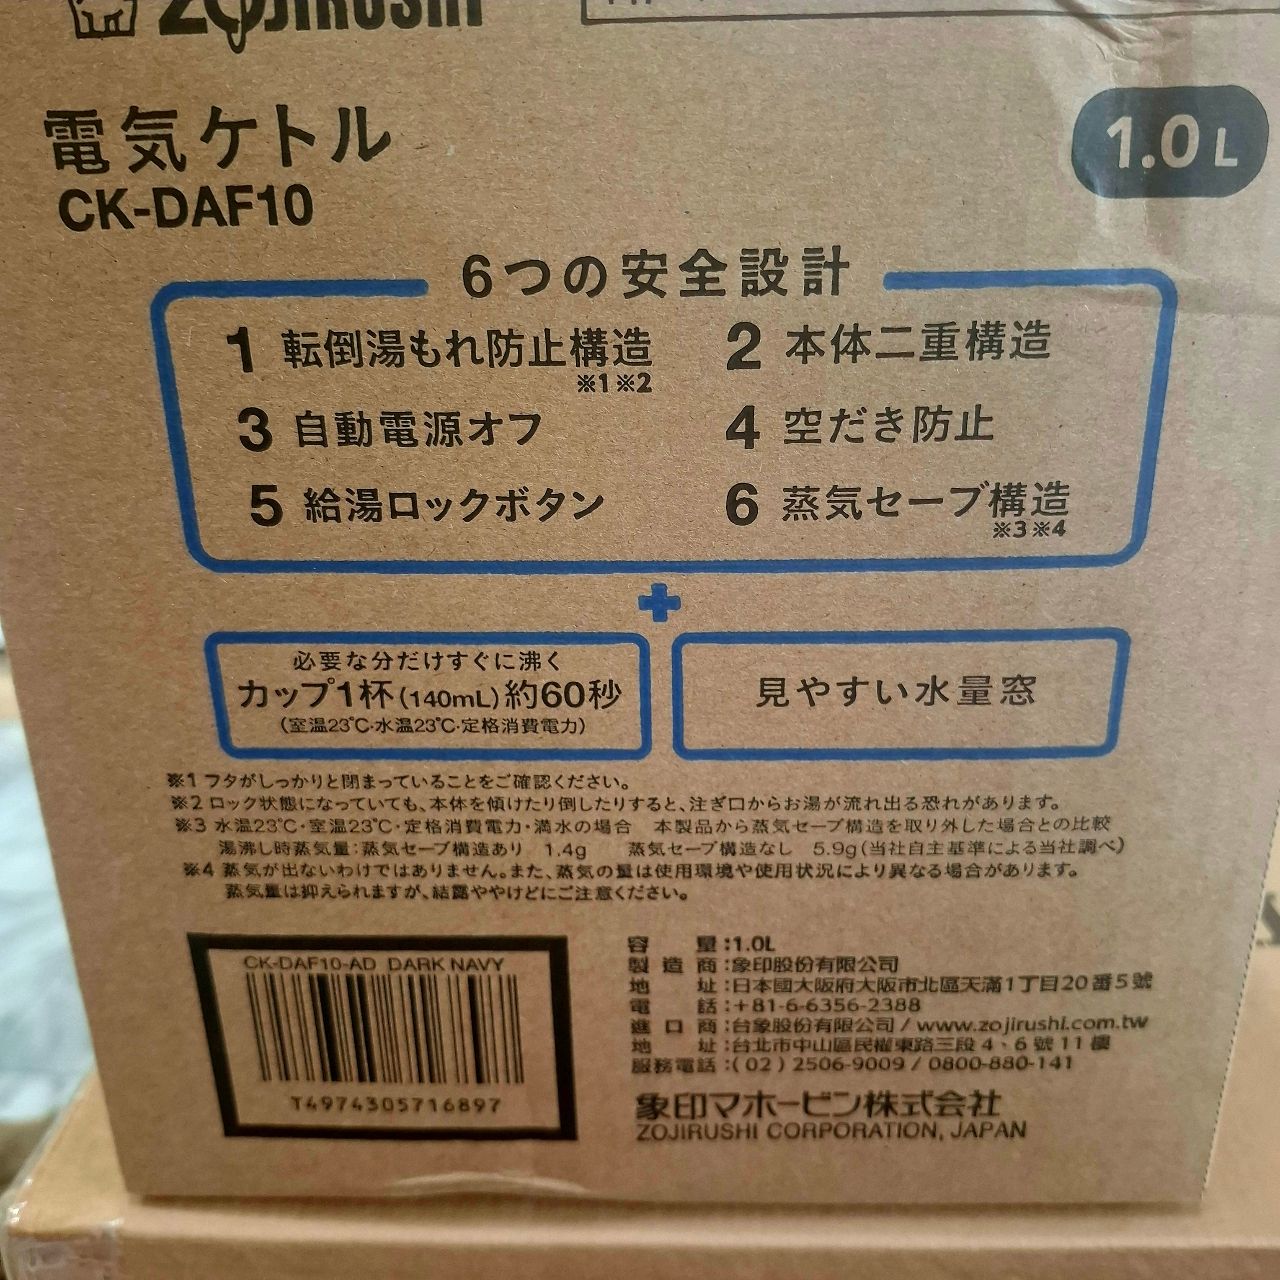 ZOJIRUSHI
電気ケトル
CK-DAF10
1.0L
6つの安全設計
1 転倒湯もれ防止構造
※1※2
2 本体二重構造
3 自動電源オフ
4 空だき防止
5 給湯ロックボタン
6 蒸気セーブ構造
※3※4
必要な分だけすぐに沸く
カップ1杯(140mL)約60秒
(室温23℃・水温23℃・定格消費電力)
見やすい水量窓
※1 フタがしっかりと閉まっていることをご確認ください。
※2 ロック状態になっていても、本体を傾けたり倒したりすると、注ぎ口からお湯が流れ出る恐れがあります。
※3 水温23℃・室温23℃・定格消費電力・満水の場合 本製品から蒸気セーブ構造を取り外した場合との比較
湯沸し時蒸気量:蒸気セーブ構造あり 1.4g 蒸気セーブ構造なし 5.9g(当社自主基準による当社調べ)
※4 蒸気が出ないわけではありません。また、蒸気の量は使用環境や使用状況により異なる場合があります。
蒸気量は抑えられますが、結露ややけどにご注意ください。
CK-DAF10-AD DARK NAVY
T4974305716897
容量:1.0L
製造商:象印股份有限公司
地址:日本國大阪府大阪市北區天滿1丁目20番5號
電話:+81-6-6356-2388
進口商:台象股份有限公司 / www.zojirushi.com.tw
地址:台北市中山區民權東路三段4、6號11樓
服務電話:(02) 2506-9009 / 0800-880-141
象印マホービン株式会社
ZOJIRUSHI CORPORATION, JAPAN